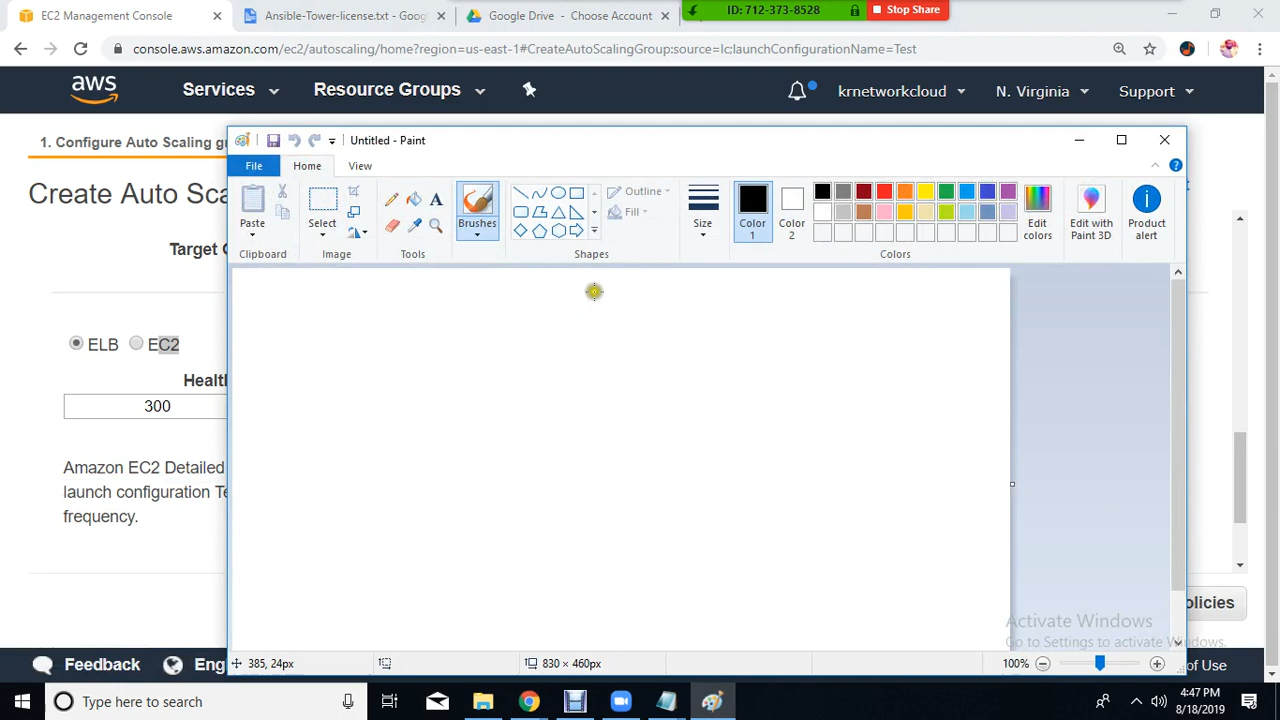 EC2 Management Console
Ansible-Tower-license.txt - Goog
Google Drive - Choose Account
ID: 712-373-8528
Stop Share
console.aws.amazon.com/ec2/autoscaling/home?region=us-east-1#CreateAutoScalingGroup:source=lc;launchConfigurationName=Test
aws
Services
Resource Groups
krnetworkcloud
N. Virginia
Support
1. Configure Auto Scaling g
Create Auto Sca
Target
ELB
EC2
Health
300
Amazon EC2 Detailed
launch configuration Te
frequency.
Untitled - Paint
File
Home
View
Paste
Select
Brushes
Outline
Fill
Size
Color 1
Color 2
Edit colors
Edit with Paint 3D
Product alert
Clipboard
Image
Tools
Shapes
Colors
Activate Windows
Go to Settings to activate Windows.
olicies
385, 24px
830 × 460px
100%
Feedback
Eng
of Use
Type here to search
4:47 PM
8/18/2019